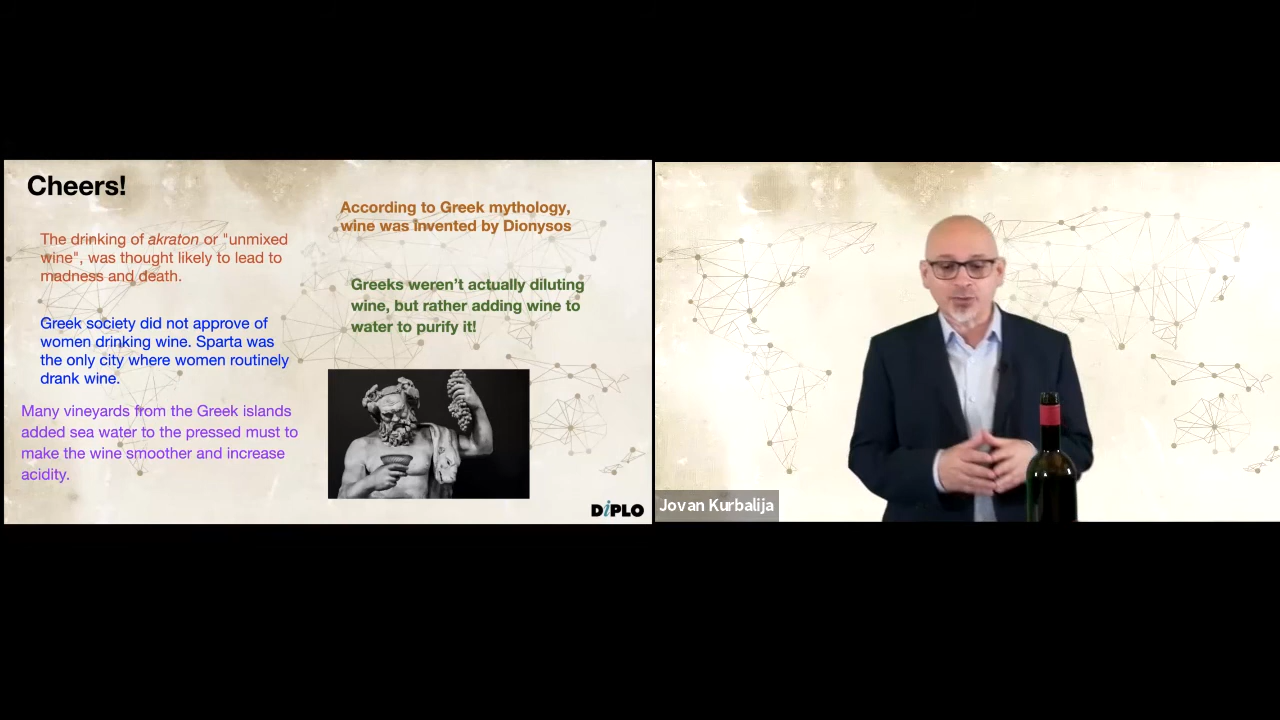 Cheers!
The drinking of akraton or "unmixed
wine", was thought likely to lead to
madness and death.
Greek society did not approve of
women drinking wine. Sparta was
the only city where women routinely
drank wine.
Many vineyards from the Greek islands
added sea water to the pressed must to
make the wine smoother and increase
acidity.
According to Greek mythology,
wine was invented by Dionysos
Greeks weren't actually diluting
wine, but rather adding wine to
water to purify it!
DiPLO
Jovan Kurbalija